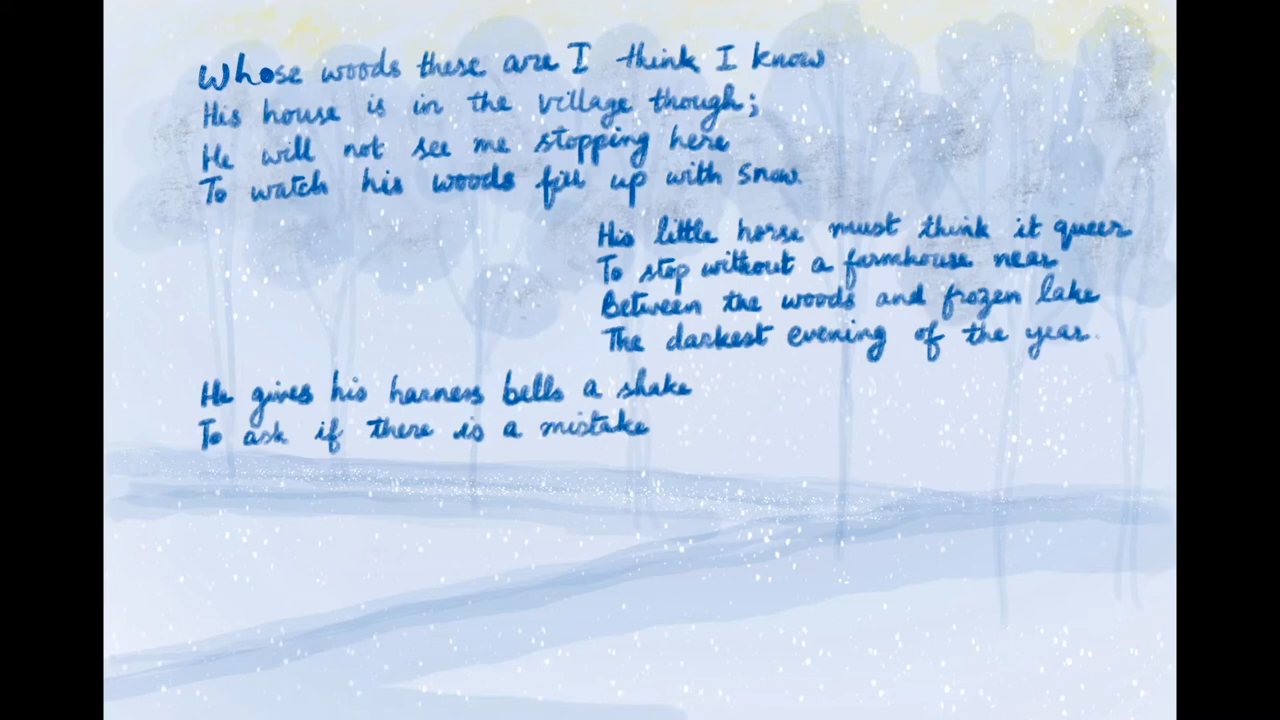 Whose woods these are I think I know
His house is in the village though;
He will not see me stopping here
To watch his woods fill up with snow.
His little horse must think it queer
To stop without a farmhouse near
Between the woods and frozen lake
The darkest evening of the year.
He gives his harness bells a shake
To ask if there is a mistake